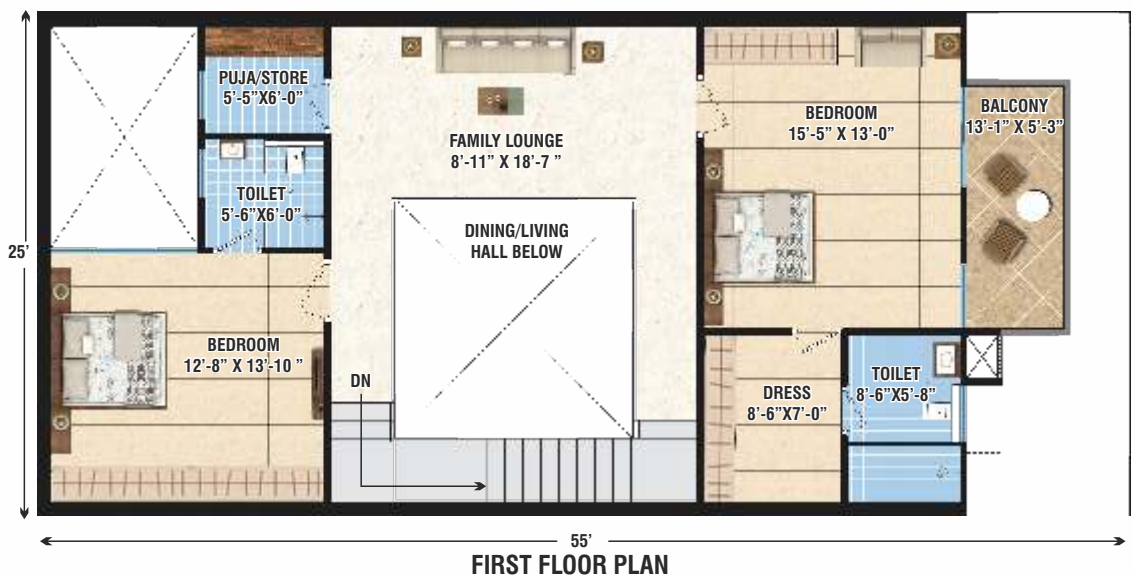 PUJA/STORE
5'-5"X6'-0"
TOILET
5'-6"X6'-0"
FAMILY LOUNGE
8'-11" X 18'-7 "
BEDROOM
15'-5" X 13'-0"
BALCONY
13'-1" X 5'-3"
DINING/LIVING
HALL BELOW
25'
BEDROOM
12'-8" X 13'-10 "
DN
DRESS
8'-6"X7'-0"
TOILET
8'-6"X5'-8"
55'
FIRST FLOOR PLAN